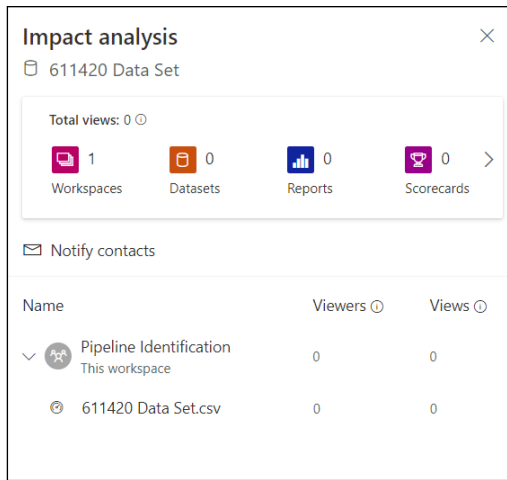 Impact analysis
611420 Data Set
Total views: 0
1 0 0 0
Workspaces Datasets Reports Scorecards
Notify contacts
Name Viewers Views
Pipeline Identification 0 0
This workspace
611420 Data Set.csv 0 0